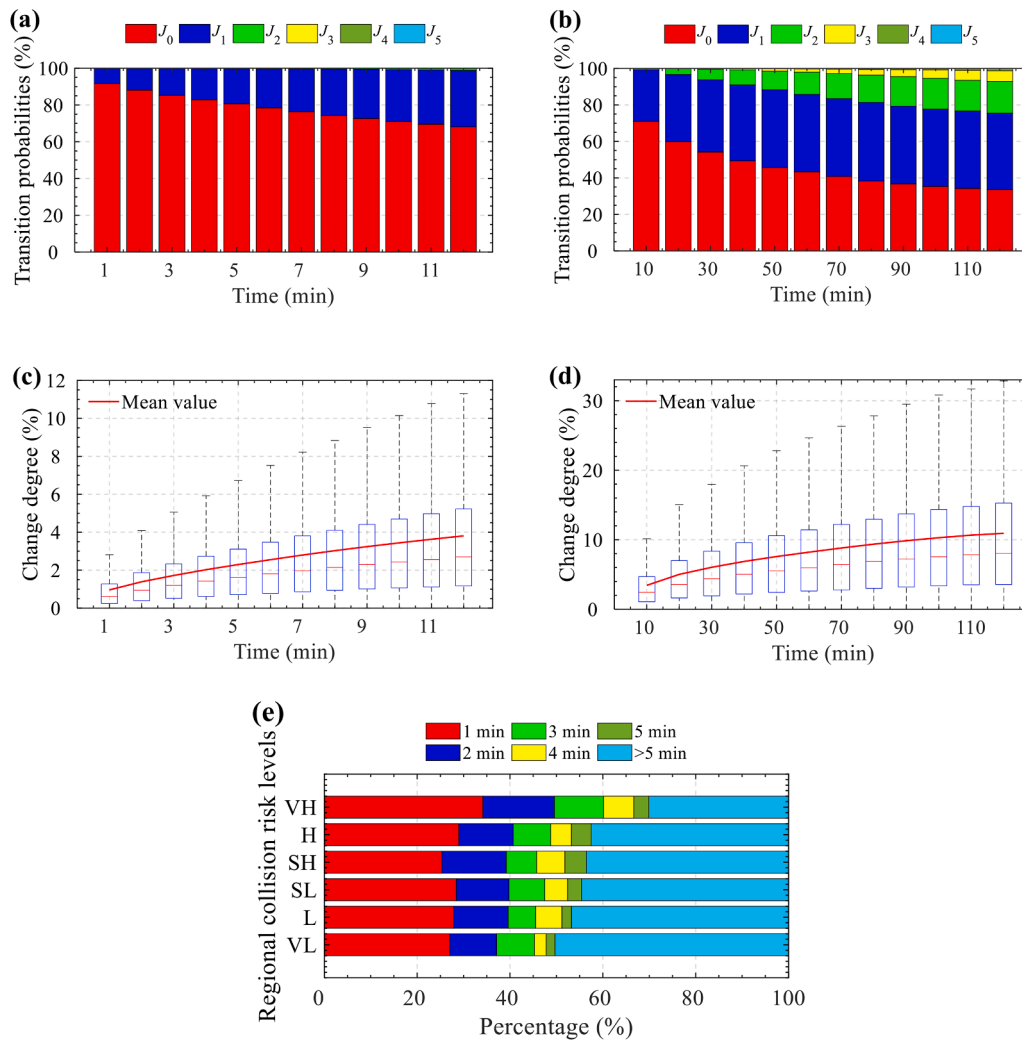 (a)
J0 J1 J2 J3 J4 J5
Transition probabilities (%)
100
80
60
40
20
0
1 3 5 7 9 11
Time (min)
(b)
J0 J1 J2 J3 J4 J5
Transition probabilities (%)
100
80
60
40
20
0
10 30 50 70 90 110
Time (min)
(c)
Mean value
Change degree (%)
12
10
8
6
4
2
0
1 3 5 7 9 11
Time (min)
(d)
Mean value
Change degree (%)
30
20
10
0
10 30 50 70 90 110
Time (min)
(e)
1 min 3 min 5 min
2 min 4 min >5 min
Regional collision risk levels
VH
H
SH
SL
L
VL
0 20 40 60 80 100
Percentage (%)